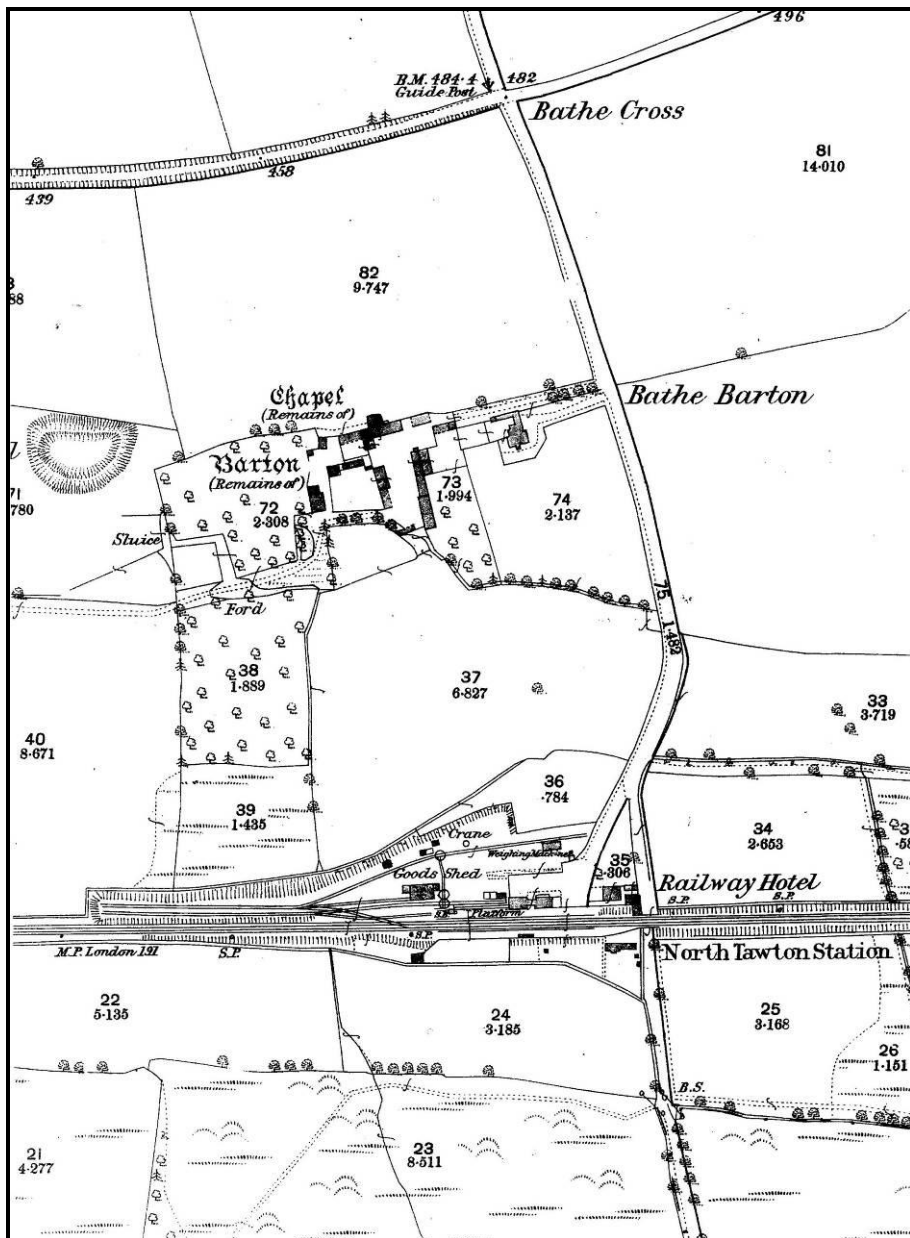 496
B.M. 484·4
482
Guide Post
Bathe Cross
81
14·010
458
439
82
9·747
88
Chapel
(Remains of)
Bathe Barton
Barton
(Remains of)
71
780
72
2·308
73
1·994
74
2·137
Sluice
Ford
75
1·482
38
1·889
37
6·827
33
3·719
40
8·671
36
·784
39
1·435
34
2·653
Crane
Weighing Machine
35
·306
Goods Shed
Railway Hotel
S.P.
S.P.
S.P.
Platform
S.P.
M.P. London 191
S.P.
North Tawton Station
22
5·135
24
3·185
25
3·168
26
1·151
B.S.
23
8·511
21
4·277